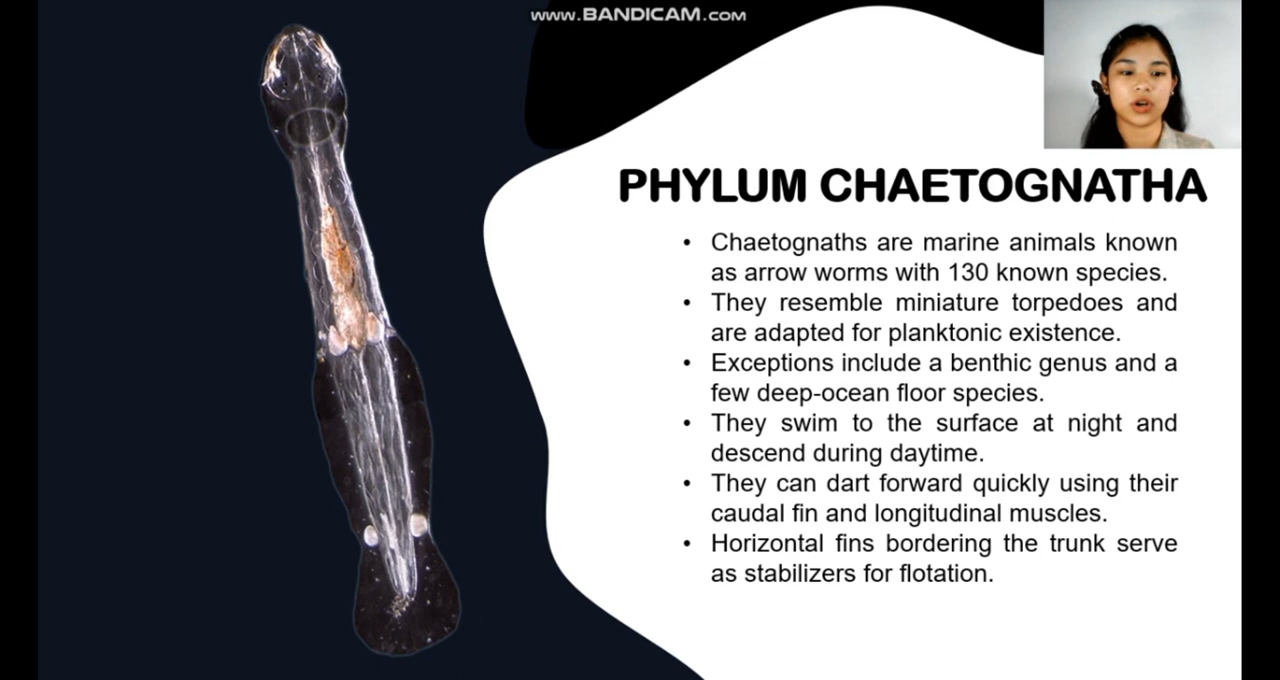 www.BANDICAM.com
PHYLUM CHAETOGNATHA
• Chaetognaths are marine animals known
as arrow worms with 130 known species.
• They resemble miniature torpedoes and
are adapted for planktonic existence.
• Exceptions include a benthic genus and a
few deep-ocean floor species.
• They swim to the surface at night and
descend during daytime.
• They can dart forward quickly using their
caudal fin and longitudinal muscles.
• Horizontal fins bordering the trunk serve
as stabilizers for flotation.